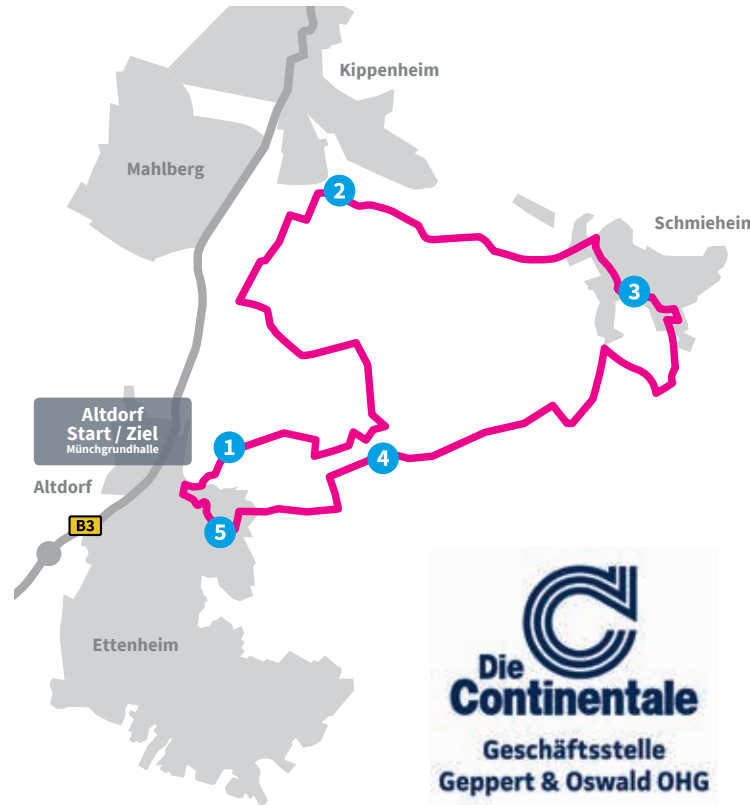 Kippenheim
Mahlberg
2
Schmieheim
3
Altdorf
Start / Ziel
Münchgrundhalle
1
4
Altdorf
B3
5
Ettenheim
Die
Continentale
Geschäftsstelle
Geppert & Oswald OHG